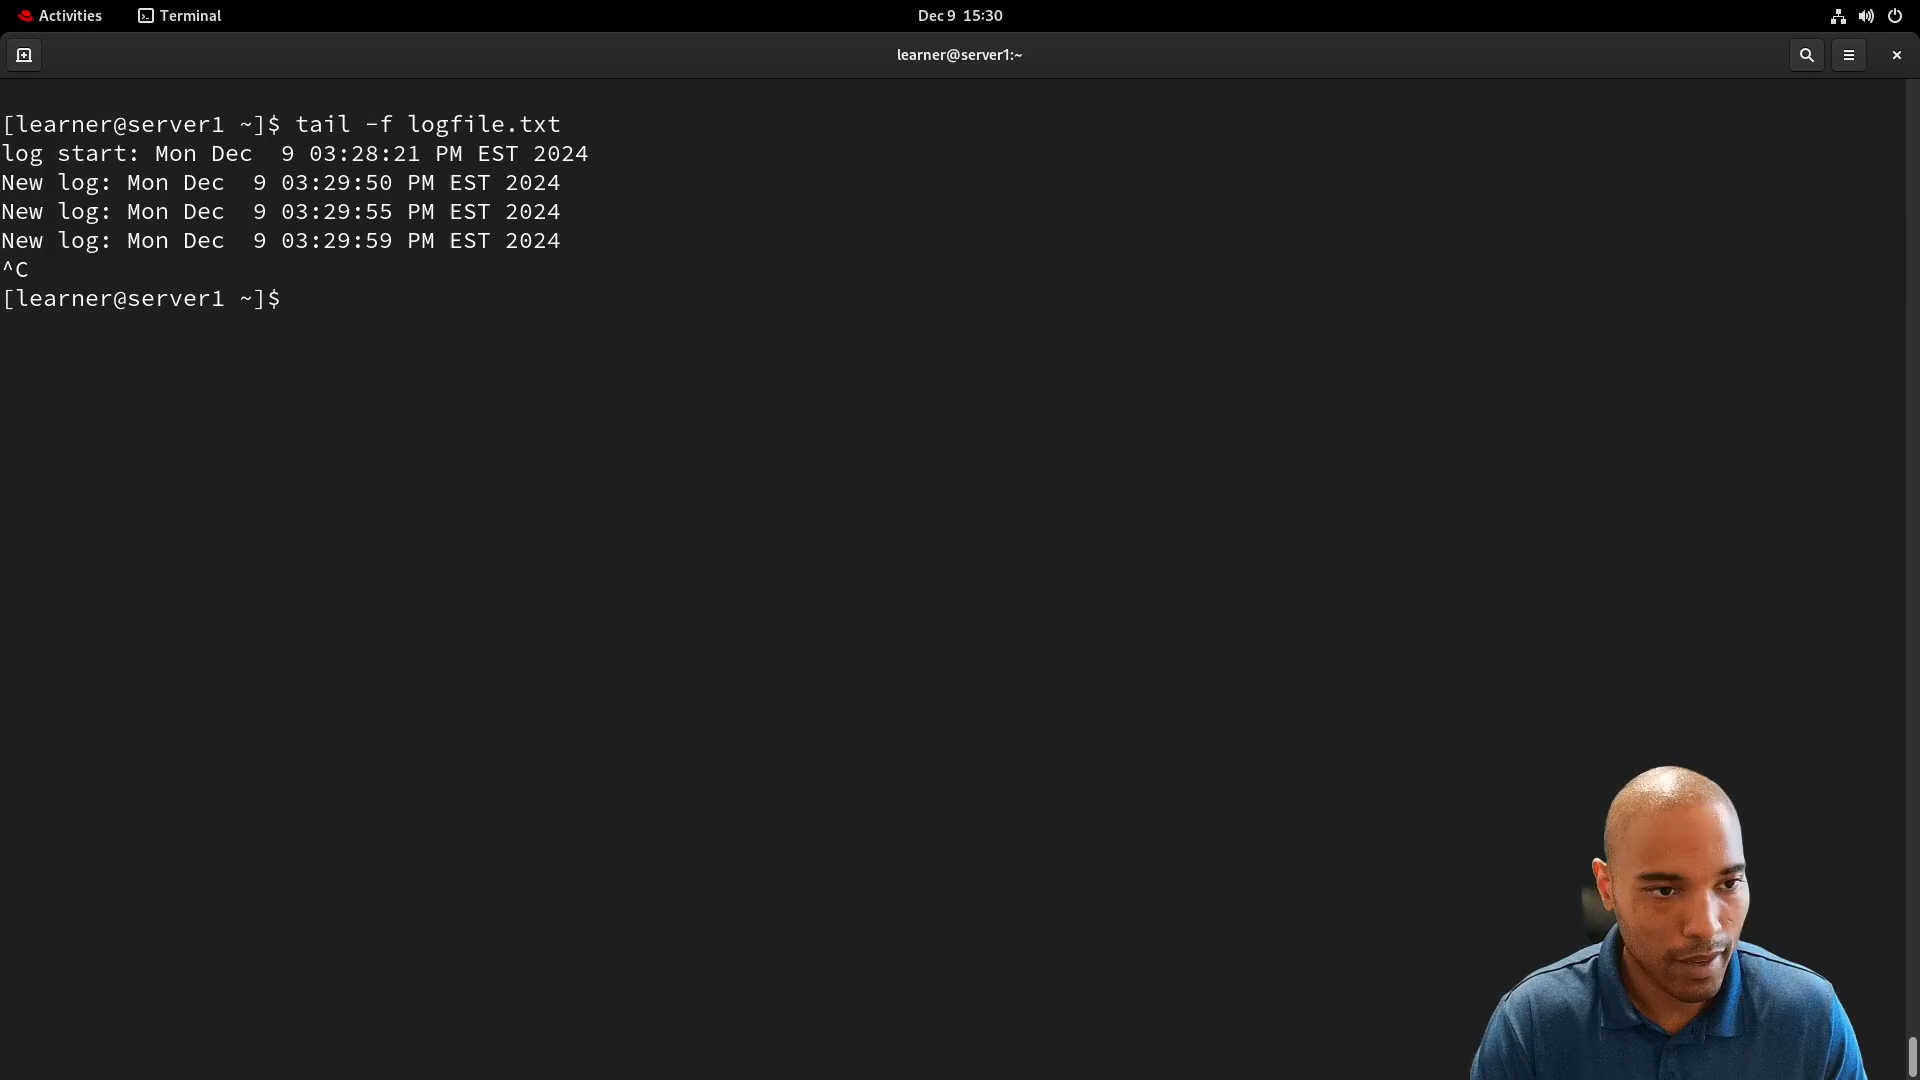 Activities Terminal Dec 9 15:30
learner@server1:~
[learner@server1 ~]$ tail -f logfile.txt
log start: Mon Dec  9 03:28:21 PM EST 2024
New log: Mon Dec  9 03:29:50 PM EST 2024
New log: Mon Dec  9 03:29:55 PM EST 2024
New log: Mon Dec  9 03:29:59 PM EST 2024
^C
[learner@server1 ~]$